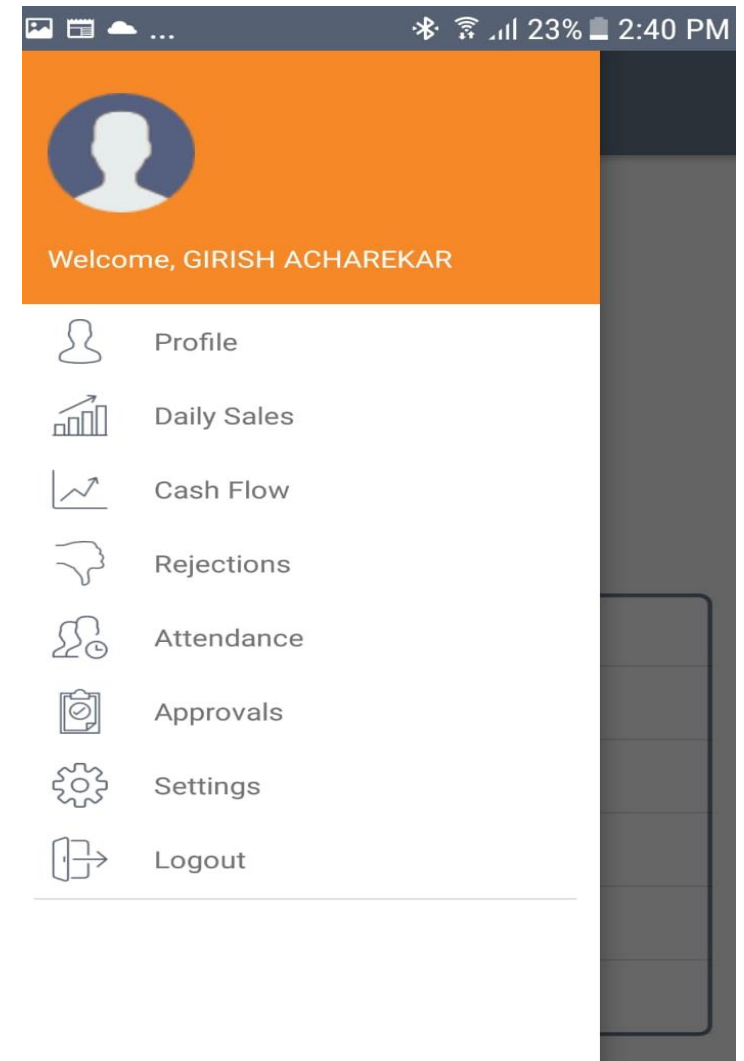 ... 23% 2:40 PM
Welcome, GIRISH ACHAREKAR
Profile
Daily Sales
Cash Flow
Rejections
Attendance
Approvals
Settings
Logout